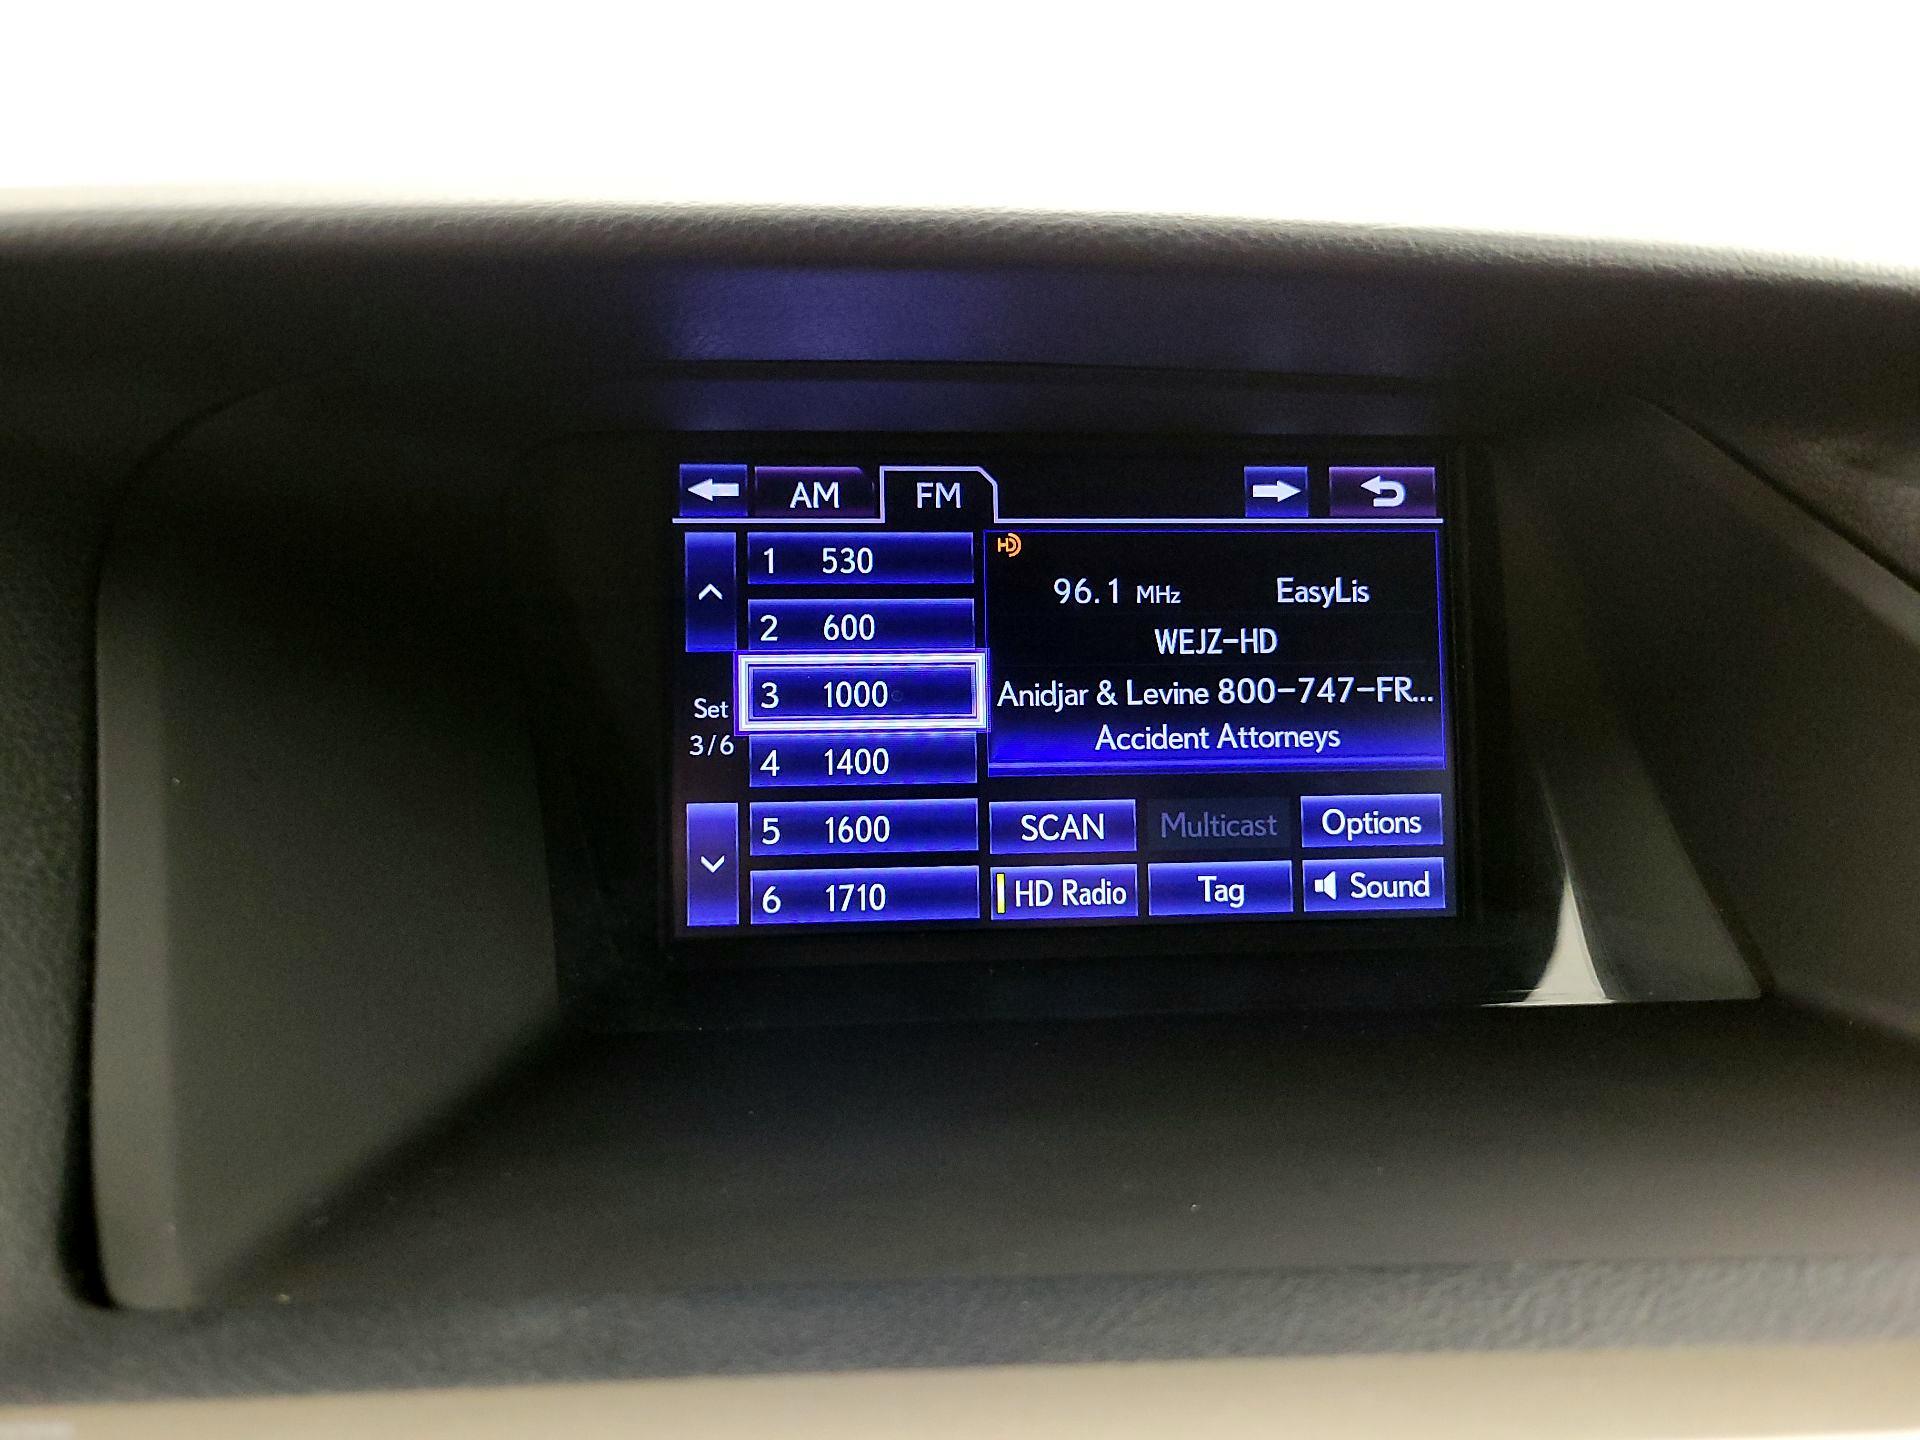 AM FM
1 530
2 600
3 1000
4 1400
5 1600
6 1710
Set
3/6
HD
96.1 MHz EasyLis
WEJZ-HD
Anidjar & Levine 800-747-FR...
Accident Attorneys
SCAN Multicast Options
HD Radio Tag Sound